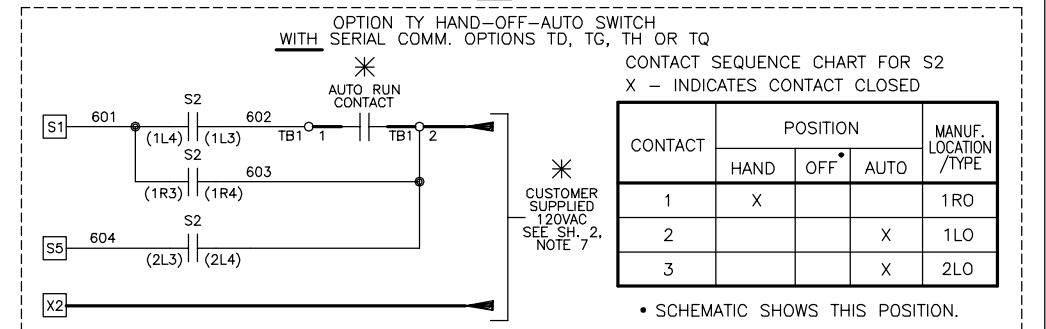 OPTION TY HAND-OFF-AUTO SWITCH
WITH SERIAL COMM. OPTIONS TD, TG, TH OR TQ
AUTO RUN
CONTACT
S1
601
S2
(1L4) (1L3)
602
TB1 1
TB1 2
S2
(1R3) (1R4)
603
S2
S5
604
(2L3) (2L4)
X2
CUSTOMER
SUPPLIED
120VAC
SEE SH. 2,
NOTE 7
CONTACT SEQUENCE CHART FOR S2
X - INDICATES CONTACT CLOSED
CONTACT POSITION MANUF. LOCATION /TYPE
HAND OFF• AUTO
1 X 1RO
2 X 1LO
3 X 2LO
• SCHEMATIC SHOWS THIS POSITION.